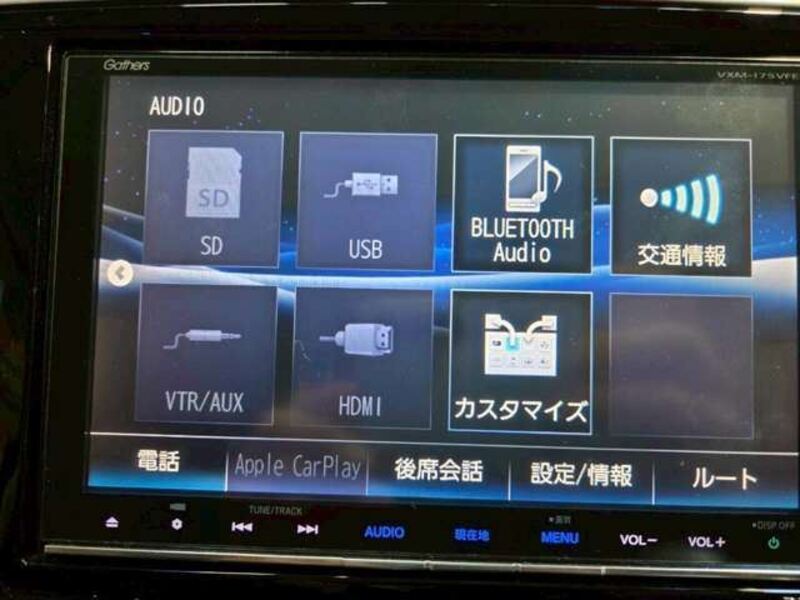 Gathers
VXM-175VFE
AUDIO
SD
SD
USB
BLUETOOTH
Audio
交通情報
VTR/AUX
HDMI
カスタマイズ
電話
Apple CarPlay
後席会話
設定/情報
ルート
TUNE/TRACK
AUDIO
現在地
画質
MENU
VOL-
VOL+
DISP OFF